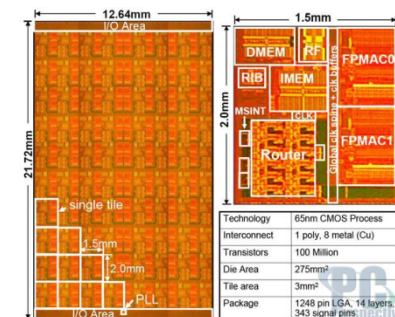 12.64mm
I/O Area
21.72mm
single tile
1.5mm
2.0mm
PLL
I/O Area
1.5mm
2.0mm
DMEM
RF
RIB
IMEM
MSINT
CLK
Router
Global clk spine + clk buffers
FPMAC0
FPMAC1
Technology 65nm CMOS Process
Interconnect 1 poly, 8 metal (Cu)
Transistors 100 Million
Die Area 275mm²
Tile area 3mm²
Package 1248 pin LGA, 14 layers,
343 signal pins
PC